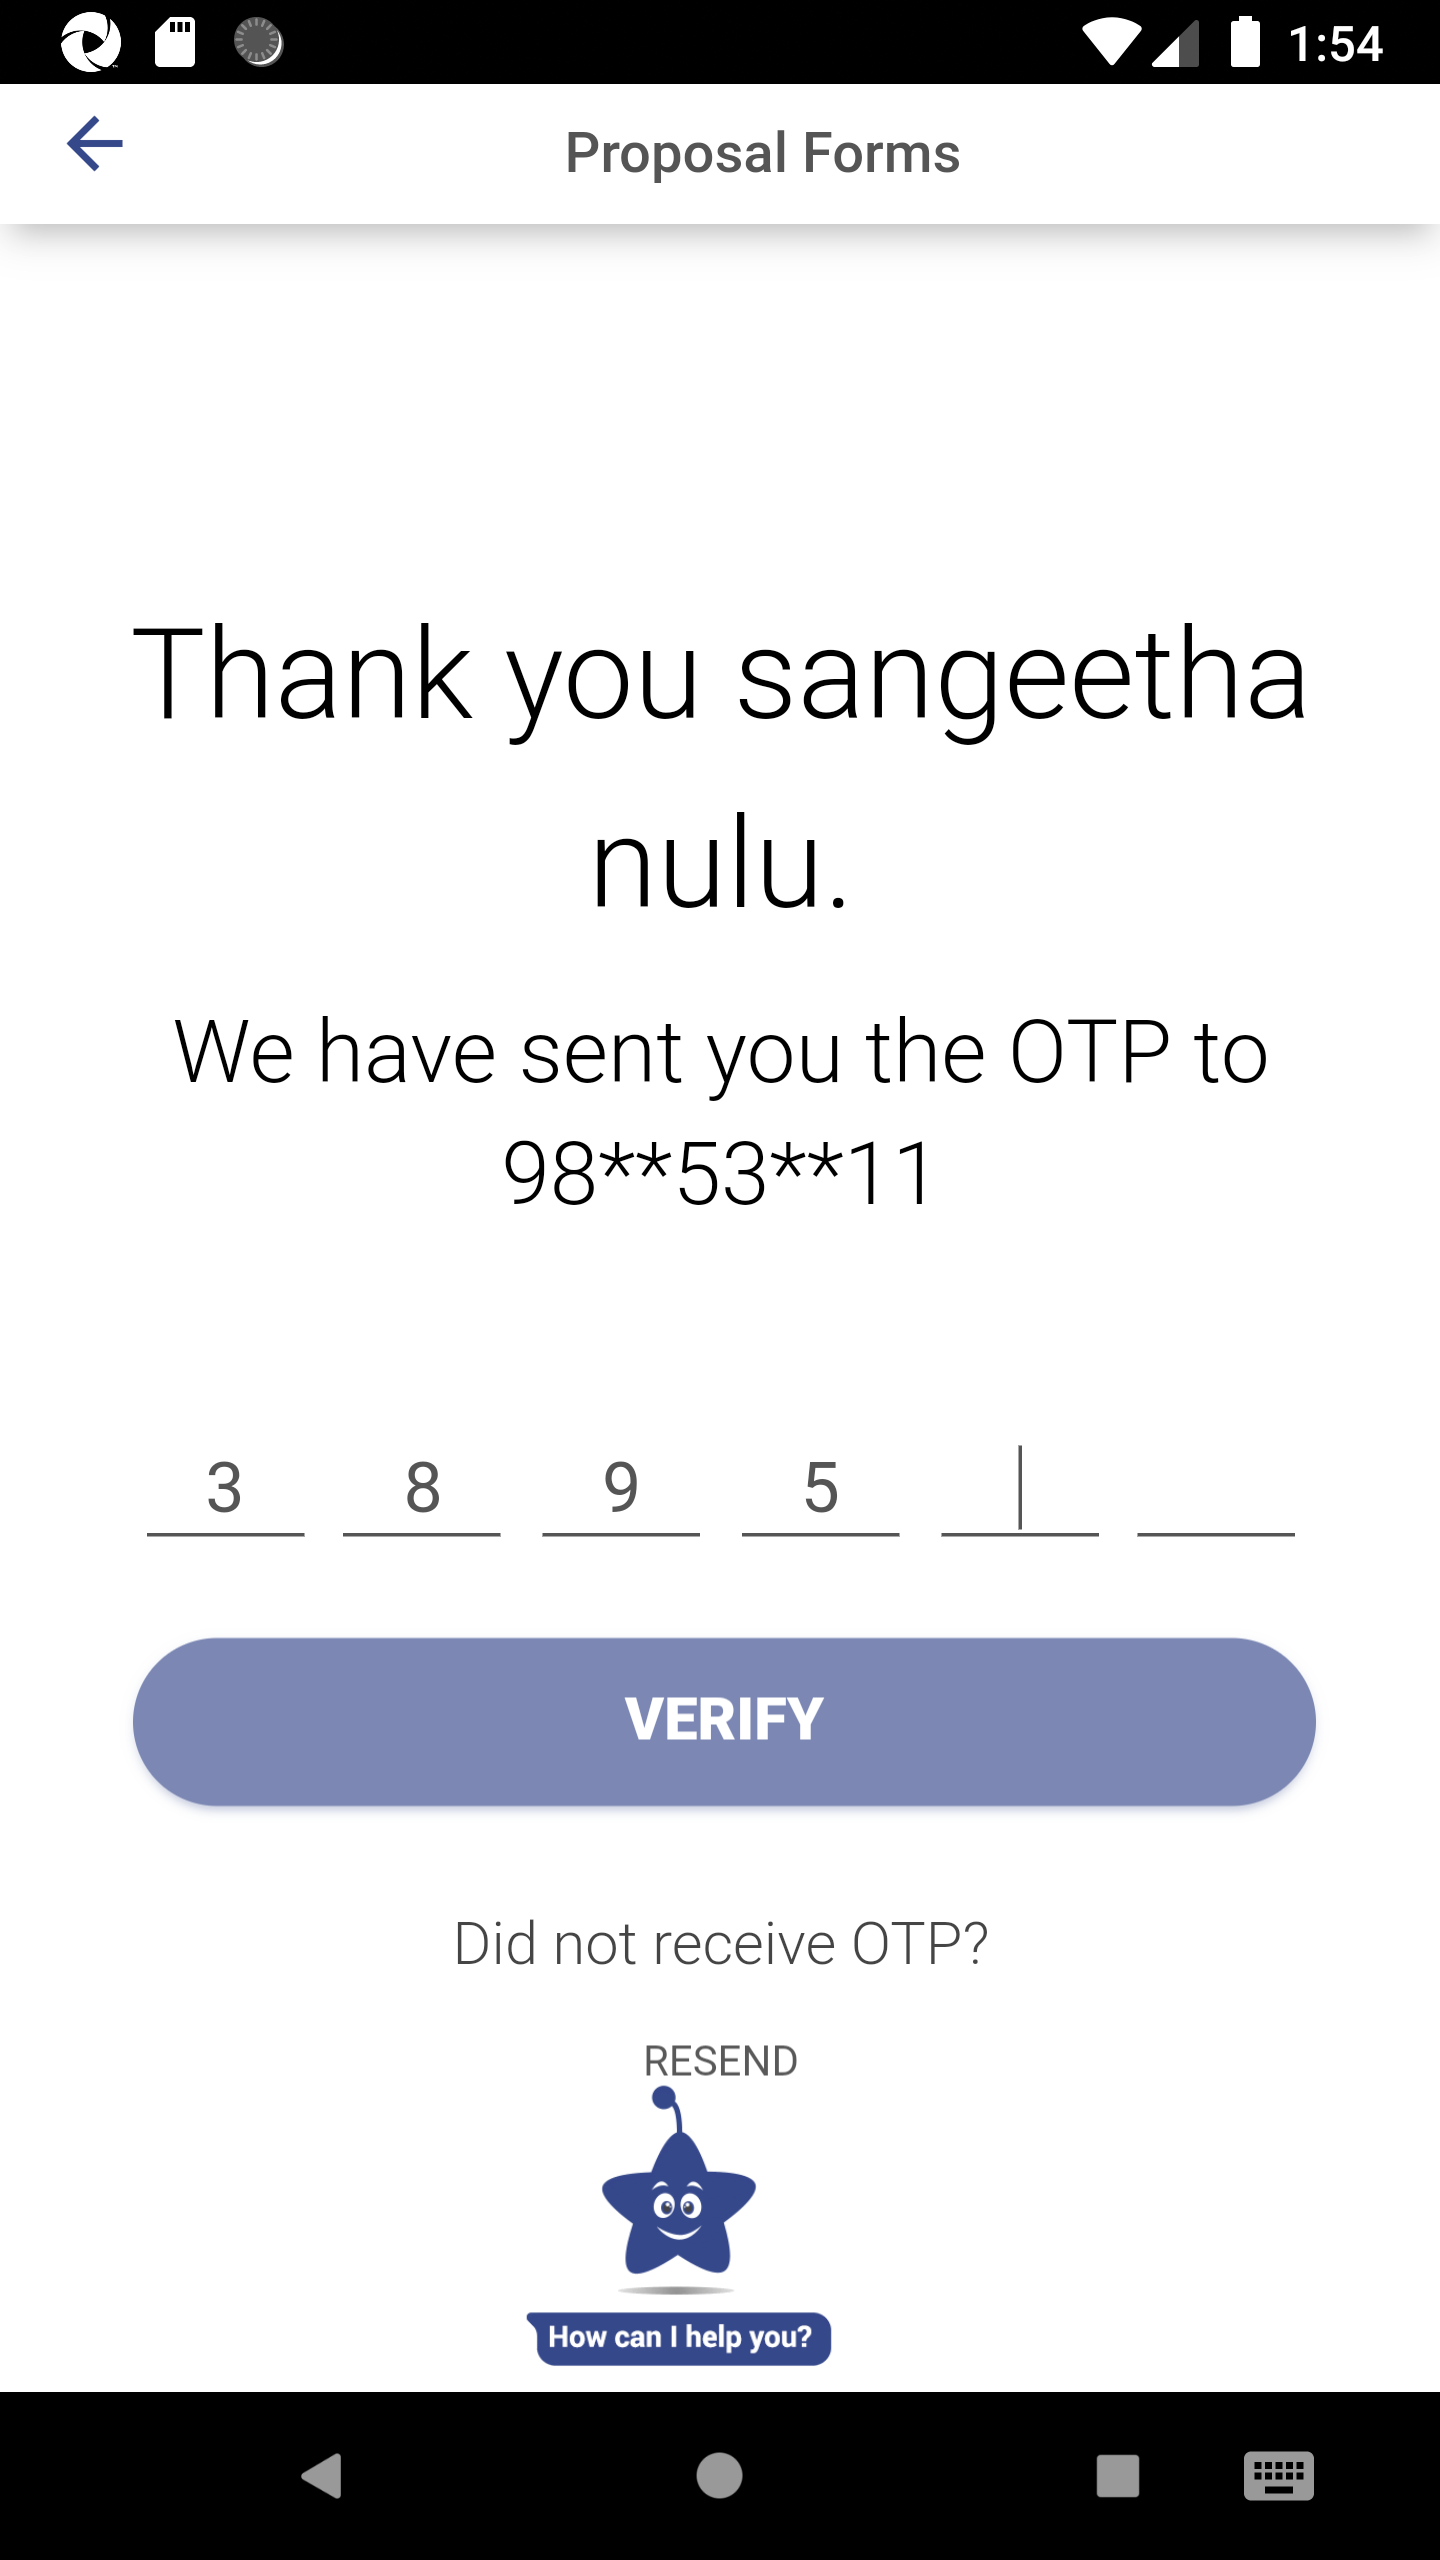 1:54
Proposal Forms
Thank you sangeetha
nulu.
We have sent you the OTP to
98**53**11
3 8 9 5
VERIFY
Did not receive OTP?
RESEND
How can I help you?